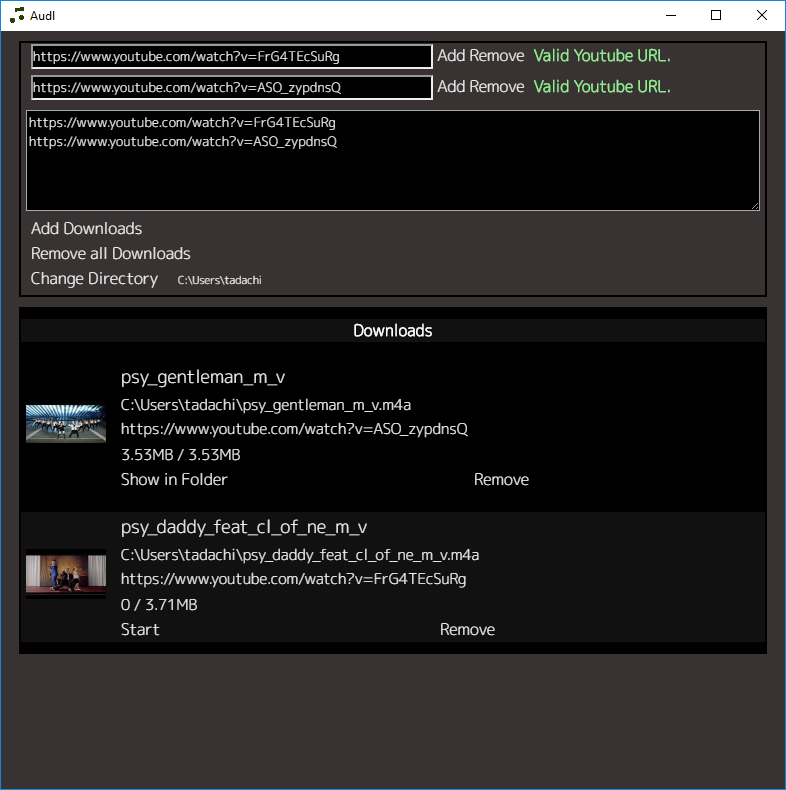 Audl
https://www.youtube.com/watch?v=FrG4TEcSuRg Add Remove Valid Youtube URL.
https://www.youtube.com/watch?v=ASO_zypdnsQ Add Remove Valid Youtube URL.
https://www.youtube.com/watch?v=FrG4TEcSuRg
https://www.youtube.com/watch?v=ASO_zypdnsQ
Add Downloads
Remove all Downloads
Change Directory C:\Users\tadachi
Downloads
psy_gentleman_m_v
C:\Users\tadachi\psy_gentleman_m_v.m4a
https://www.youtube.com/watch?v=ASO_zypdnsQ
3.53MB / 3.53MB
Show in Folder Remove
psy_daddy_feat_cl_of_ne_m_v
C:\Users\tadachi\psy_daddy_feat_cl_of_ne_m_v.m4a
https://www.youtube.com/watch?v=FrG4TEcSuRg
0 / 3.71MB
Start Remove